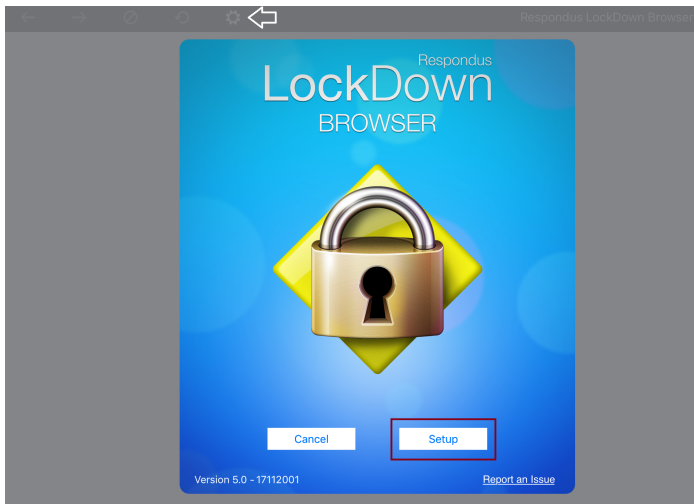 Respondus LockDown Browser
Respondus
LockDown
BROWSER
Cancel
Setup
Version 5.0 - 17112001
Report an Issue